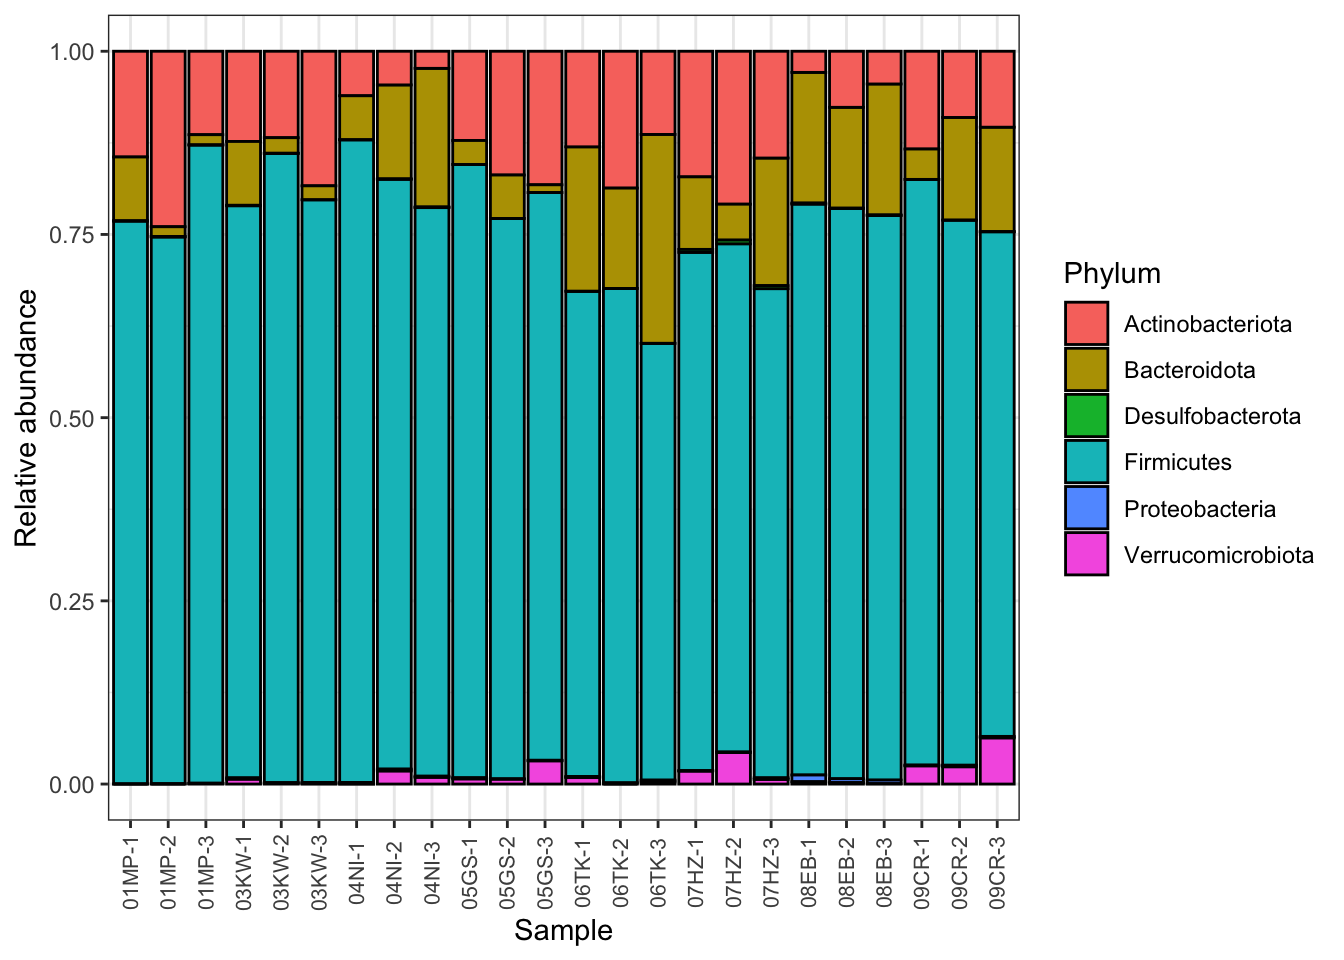 Relative abundance
1.00
0.75
0.50
0.25
0.00
01MP-1
01MP-2
01MP-3
03KW-1
03KW-2
03KW-3
04NI-1
04NI-2
04NI-3
05GS-1
05GS-2
05GS-3
06TK-1
06TK-2
06TK-3
07HZ-1
07HZ-2
07HZ-3
08EB-1
08EB-2
08EB-3
09CR-1
09CR-2
09CR-3
Sample
Phylum
Actinobacteriota
Bacteroidota
Desulfobacterota
Firmicutes
Proteobacteria
Verrucomicrobiota